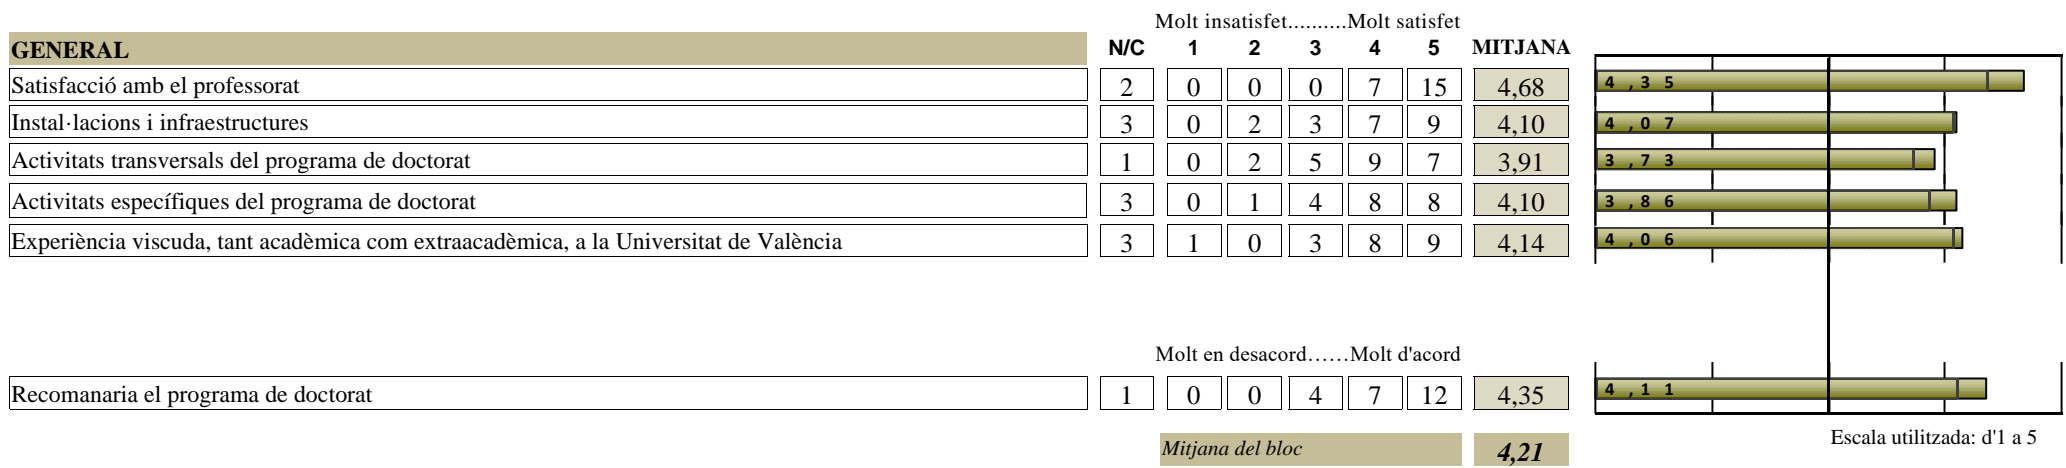 Molt insatisfet..........Molt satisfet
GENERAL N/C 1 2 3 4 5 MITJANA
Satisfacció amb el professorat 2 0 0 0 7 15 4,68 4,35
Instal·lacions i infraestructures 3 0 2 3 7 9 4,10 4,07
Activitats transversals del programa de doctorat 1 0 2 5 9 7 3,91 3,73
Activitats específiques del programa de doctorat 3 0 1 4 8 8 4,10 3,86
Experiència viscuda, tant acadèmica com extraacadèmica, a la Universitat de València 3 1 0 3 8 9 4,14 4,06
Molt en desacord……Molt d'acord
Recomanaria el programa de doctorat 1 0 0 4 7 12 4,35 4,11
Mitjana del bloc 4,21
Escala utilitzada: d'1 a 5